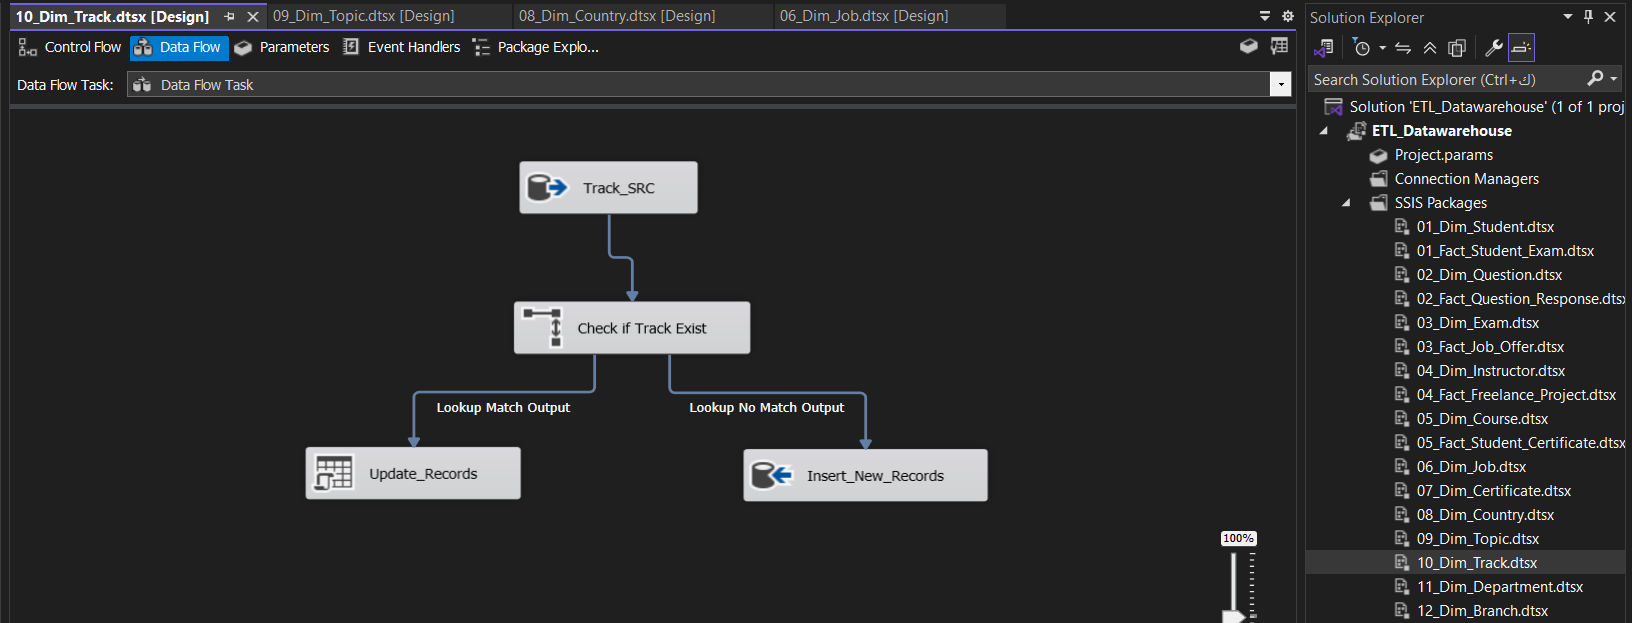 10_Dim_Track.dtsx [Design]
09_Dim_Topic.dtsx [Design]
08_Dim_Country.dtsx [Design]
06_Dim_Job.dtsx [Design]
Control Flow
Data Flow
Parameters
Event Handlers
Package Explo...
Data Flow Task:
Data Flow Task
Track_SRC
Check if Track Exist
Lookup Match Output
Lookup No Match Output
Update_Records
Insert_New_Records
100%
Solution Explorer
Search Solution Explorer (Ctrl+ك)
Solution 'ETL_Datawarehouse' (1 of 1 proj
ETL_Datawarehouse
Project.params
Connection Managers
SSIS Packages
01_Dim_Student.dtsx
01_Fact_Student_Exam.dtsx
02_Dim_Question.dtsx
02_Fact_Question_Response.dtsx
03_Dim_Exam.dtsx
03_Fact_Job_Offer.dtsx
04_Dim_Instructor.dtsx
04_Fact_Freelance_Project.dtsx
05_Dim_Course.dtsx
05_Fact_Student_Certificate.dtsx
06_Dim_Job.dtsx
07_Dim_Certificate.dtsx
08_Dim_Country.dtsx
09_Dim_Topic.dtsx
10_Dim_Track.dtsx
11_Dim_Department.dtsx
12_Dim_Branch.dtsx